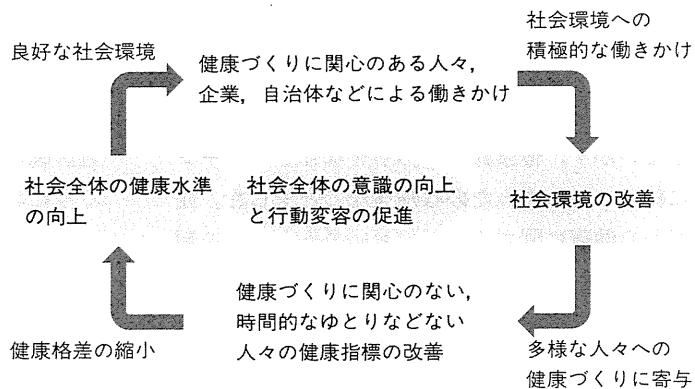 良好な社会環境
健康づくりに関心のある人々，
企業，自治体などによる働きかけ
社会環境への
積極的な働きかけ
社会全体の健康水準
の向上
社会全体の意識の向上
と行動変容の促進
社会環境の改善
健康格差の縮小
健康づくりに関心のない，
時間的なゆとりなどない
人々の健康指標の改善
多様な人々への
健康づくりに寄与